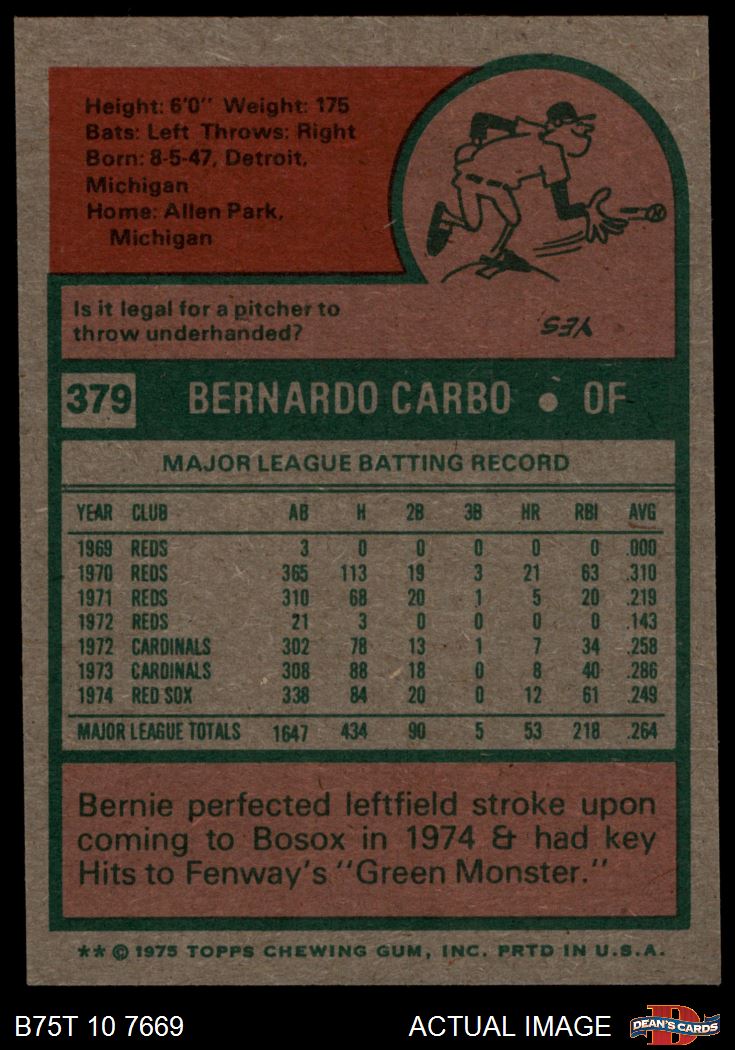 Height: 6'0" Weight: 175
Bats: Left Throws: Right
Born: 8-5-47, Detroit,
Michigan
Home: Allen Park,
Michigan
Is it legal for a pitcher to
throw underhanded?
YES
379 BERNARDO CARBO • OF
MAJOR LEAGUE BATTING RECORD
YEAR CLUB AB H 2B 3B HR RBI AVG
1969 REDS 3 0 0 0 0 0 .000
1970 REDS 365 113 19 3 21 63 .310
1971 REDS 310 68 20 1 5 20 .219
1972 REDS 21 3 0 0 0 0 .143
1972 CARDINALS 302 78 13 1 7 34 .258
1973 CARDINALS 308 88 18 0 8 40 .286
1974 RED SOX 338 84 20 0 12 61 .249
MAJOR LEAGUE TOTALS 1647 434 90 5 53 218 .264
Bernie perfected leftfield stroke upon
coming to Bosox in 1974 & had key
Hits to Fenway's "Green Monster."
** © 1975 TOPPS CHEWING GUM, INC. PRTD IN U.S.A.
B75T 10 7669 ACTUAL IMAGE DEAN'S CARDS